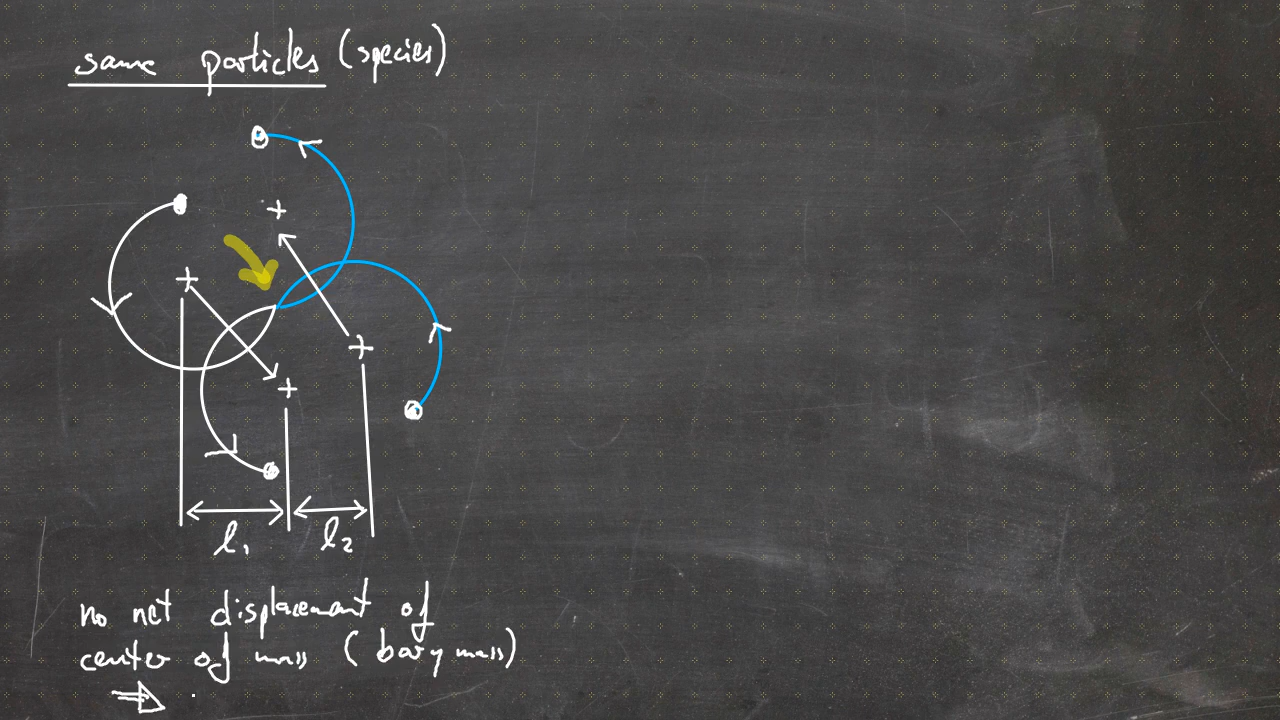 same particles (species)
l₁ l₂
no net displacement of
center of mass (bary mass)
⇒